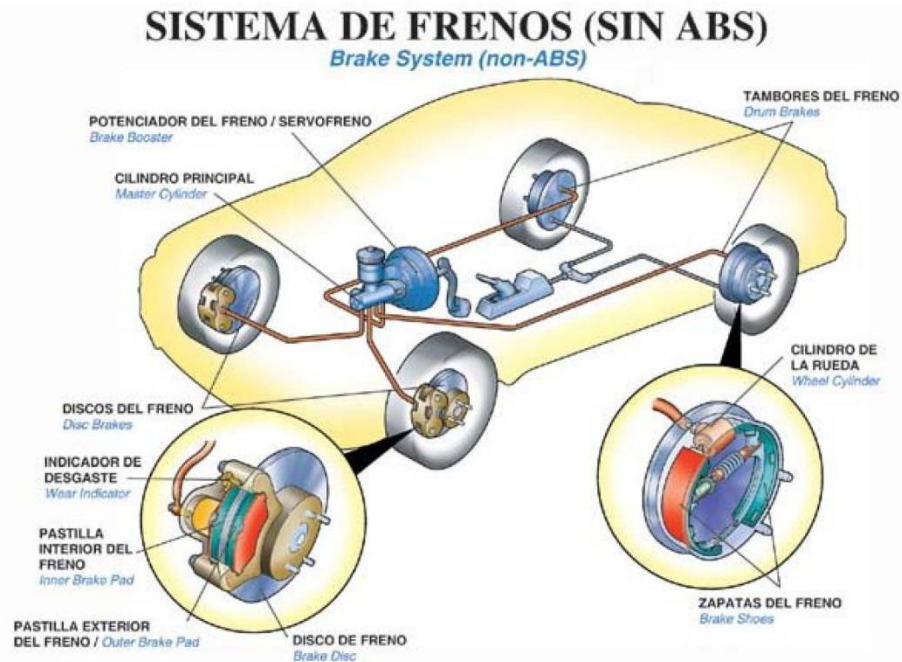 SISTEMA DE FRENOS (SIN ABS)
Brake System (non-ABS)
TAMBORES DEL FRENO
Drum Brakes
POTENCIADOR DEL FRENO / SERVOFRENO
Brake Booster
CILINDRO PRINCIPAL
Master Cylinder
CILINDRO DE
LA RUEDA
Wheel Cylinder
DISCOS DEL FRENO
Disc Brakes
INDICADOR DE
DESGASTE
Wear Indicator
PASTILLA
INTERIOR DEL
FRENO
Inner Brake Pad
PASTILLA EXTERIOR
DEL FRENO / Outer Brake Pad
DISCO DE FRENO
Brake Disc
ZAPATAS DEL FRENO
Brake Shoes